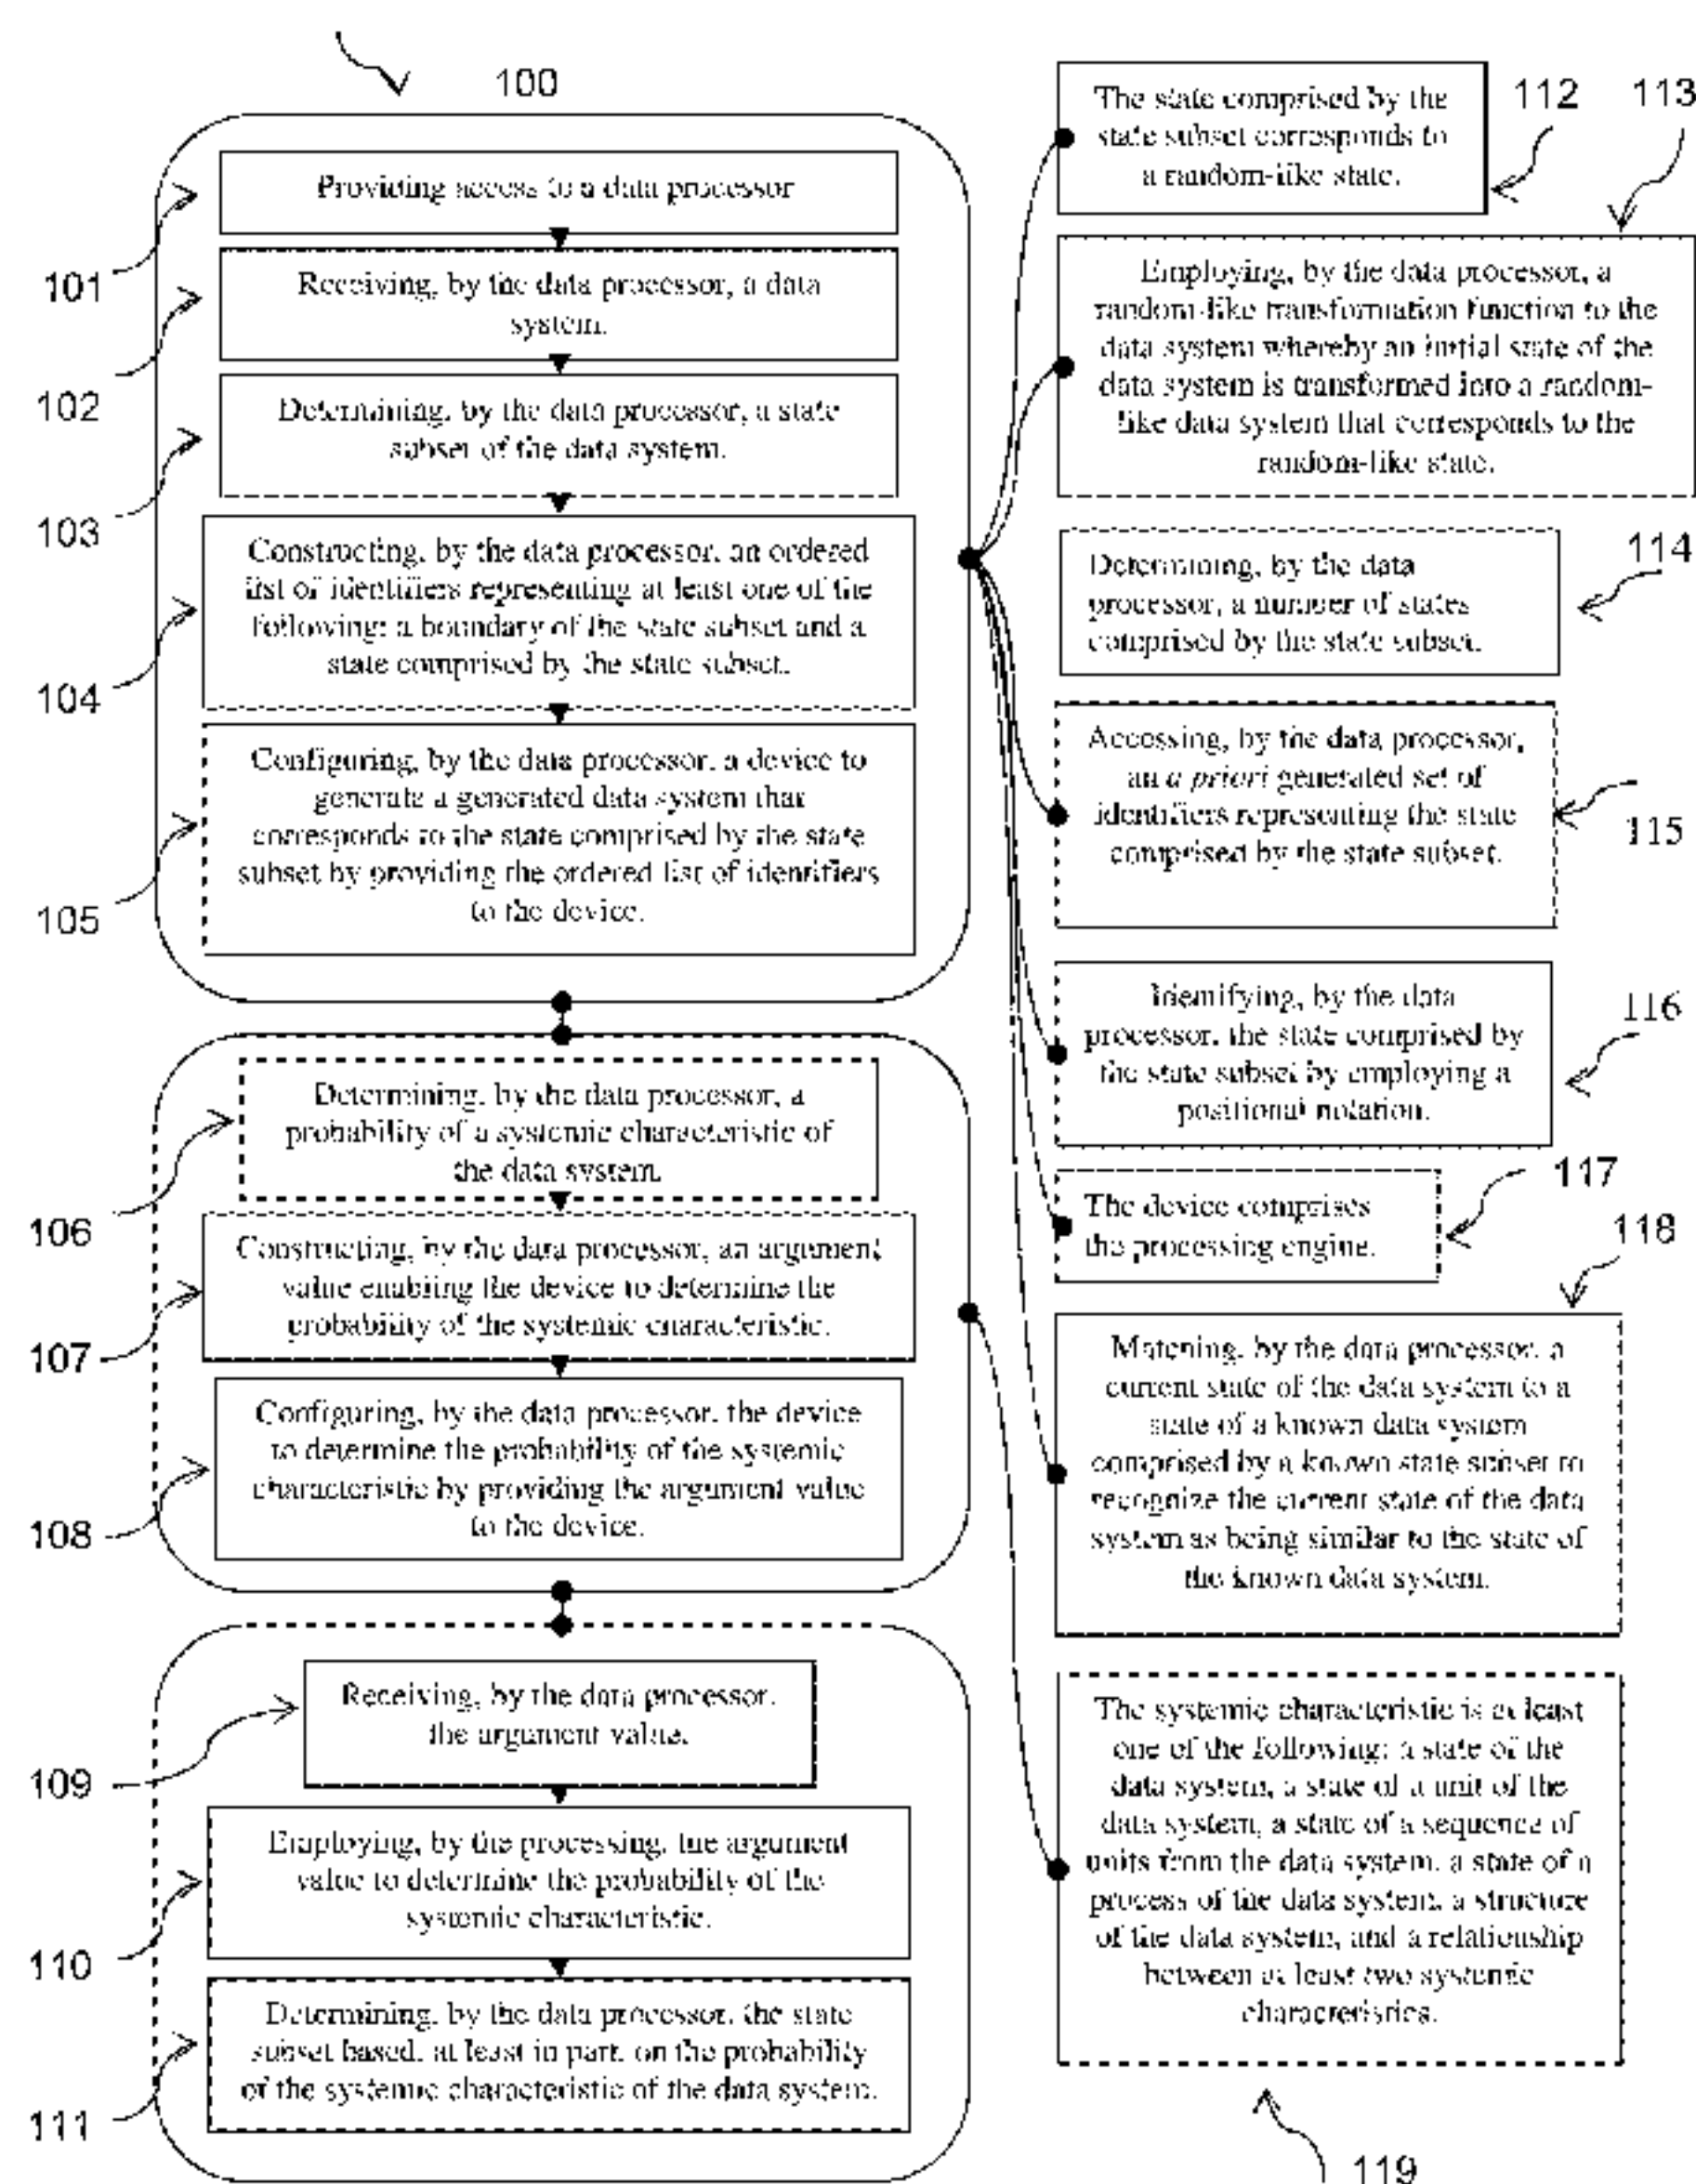 100
101
Providing access to a data processor
102
Receiving, by the data processor, a data
system.
103
Determining, by the data processor, a state
subset of the data system.
104
Constructing, by the data processor, an ordered
list of identifiers representing at least one of the
following: a boundary of the state subset and a
state comprised by the state subset.
105
Configuring, by the data processor, a device to
generate a generated data system that
corresponds to the state comprised by the state
subset by providing the ordered list of identifiers
to the device.
106
Determining, by the data processor, a
probability of a systemic characteristic of
the data system.
107
Constructing, by the data processor, an argument
value enabling the device to determine the
probability of the systemic characteristic.
108
Configuring, by the data processor, the device
to determine the probability of the systemic
characteristic by providing the argument value
to the device.
109
Receiving, by the data processor,
the argument value.
110
Employing, by the processing, the argument
value to determine the probability of the
systemic characteristic.
111
Determining, by the data processor, the state
subset based, at least in part, on the probability
of the systemic characteristic of the data system.
112
The state comprised by the
state subset corresponds to
a random-like state.
113
Employing, by the data processor, a
random-like transformation function to the
data system whereby an initial state of the
data system is transformed into a random-
like data system that corresponds to the
random-like state.
114
Determining, by the data
processor, a number of states
comprised by the state subset.
115
Accessing, by the data processor,
an a priori generated set of
identifiers representing the state
comprised by the state subset.
116
Identifying, by the data
processor, the state comprised by
the state subset by employing a
positional notation.
117
The device comprises
the processing engine.
118
Matching, by the data processor, a
current state of the data system to a
state of a known data system
comprised by a known state subset to
recognize the current state of the data
system as being similar to the state of
the known data system.
The systemic characteristic is at least
one of the following: a state of the
data system, a state of a unit of the
data system, a state of a sequence of
units from the data system, a state of a
process of the data system, a structure
of the data system, and a relationship
between at least two systemic
characteristics.
119